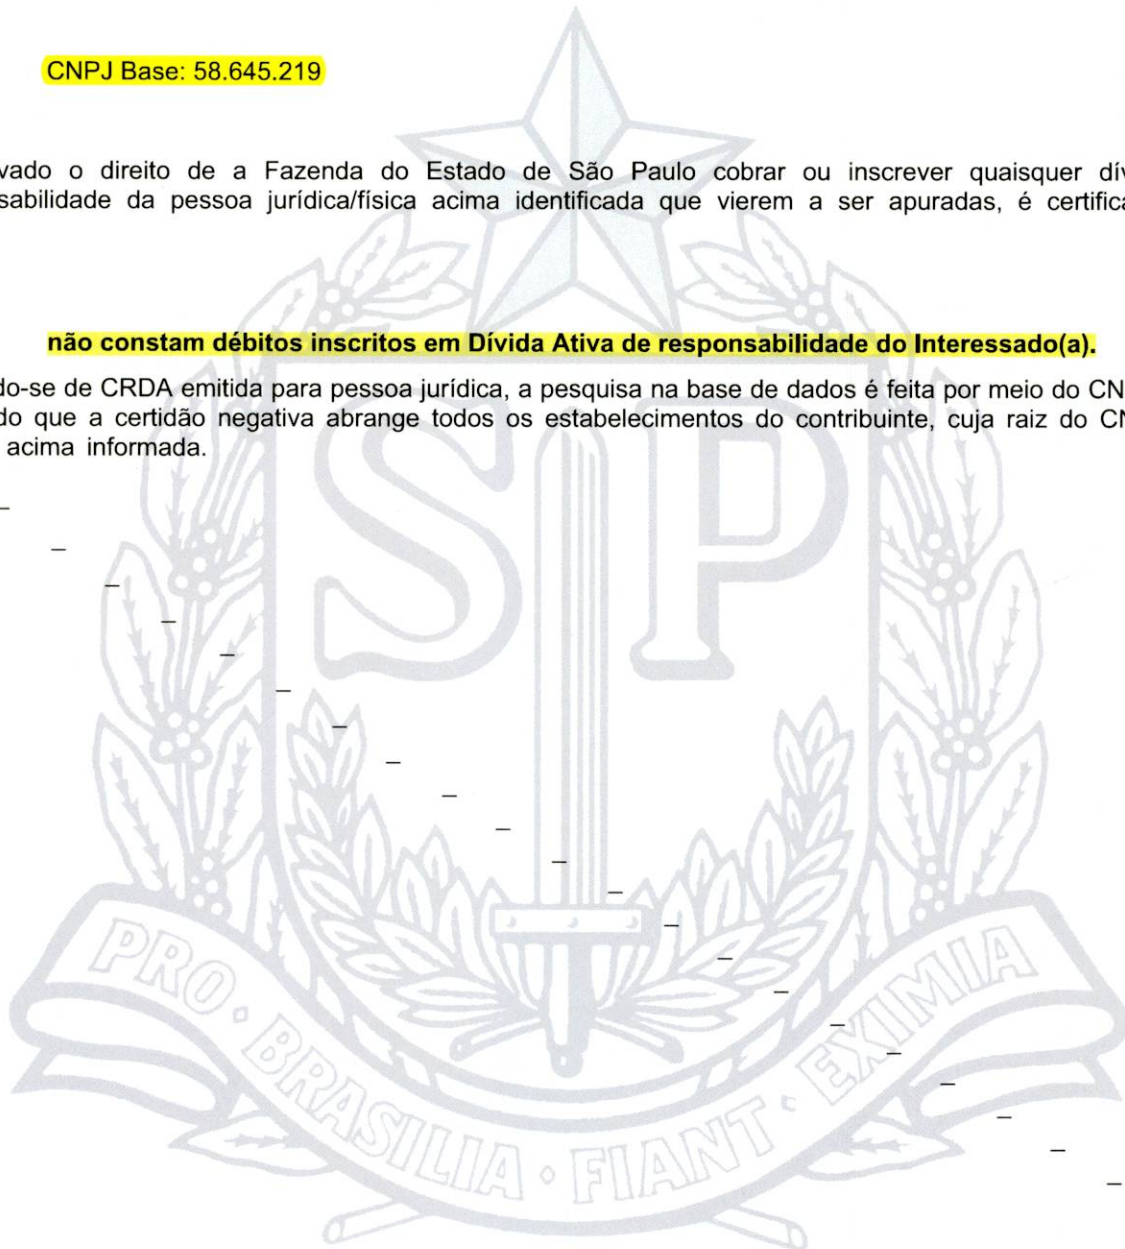 CNPJ Base: 58.645.219
vado o direito de a Fazenda do Estado de São Paulo cobrar ou inscrever quaisquer dív
sabilidade da pessoa jurídica/física acima identificada que vierem a ser apuradas, é certifica
não constam débitos inscritos em Dívida Ativa de responsabilidade do Interessado(a).
do-se de CRDA emitida para pessoa jurídica, a pesquisa na base de dados é feita por meio do CN
do que a certidão negativa abrange todos os estabelecimentos do contribuinte, cuja raiz do CN
acima informada.
SP
PRO · BRASILIA · FIANT · EXIMIA